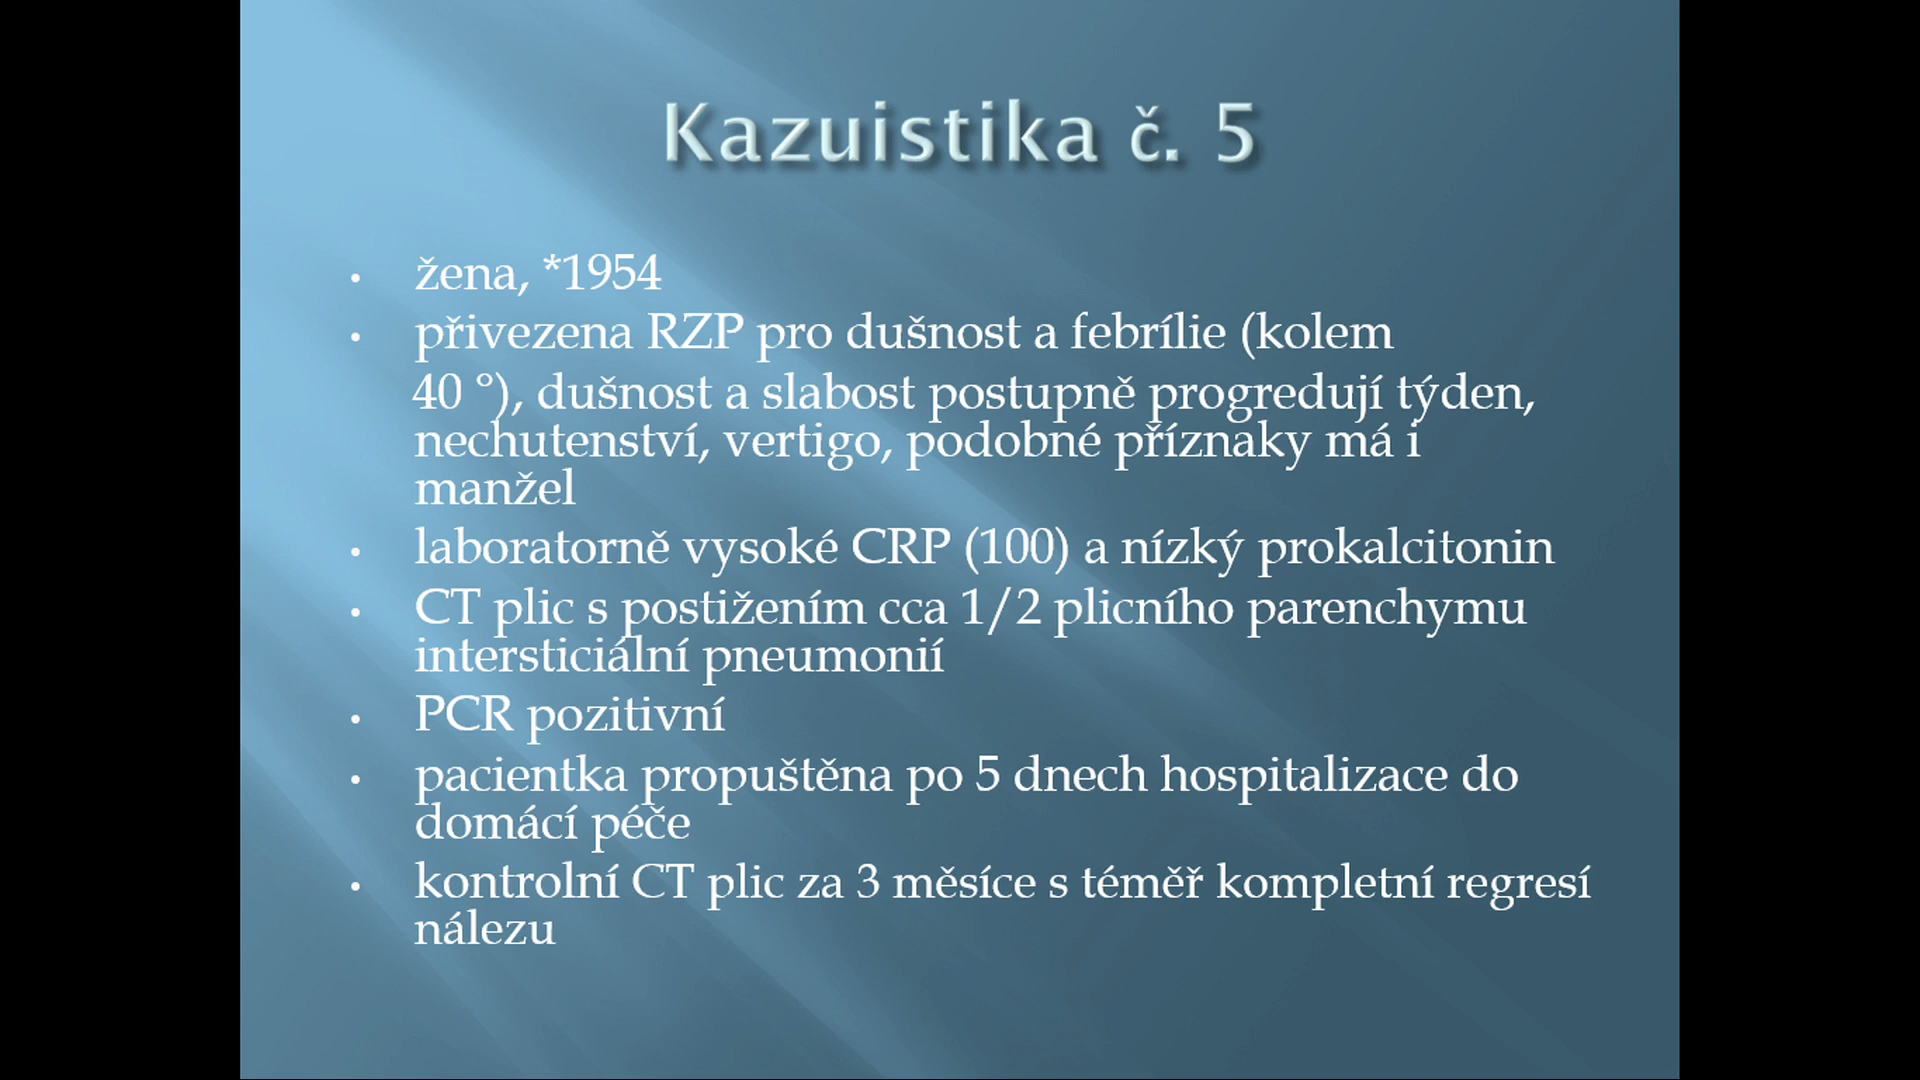 Kazuistika č. 5
• žena, *1954
• přivezena RZP pro dušnost a febrílie (kolem
40 °), dušnost a slabost postupně progredují týden,
nechutenství, vertigo, podobné příznaky má i
manžel
• laboratorně vysoké CRP (100) a nízký prokalcitonin
• CT plic s postižením cca 1/2 plicního parenchymu
intersticiální pneumonií
• PCR pozitivní
• pacientka propuštěna po 5 dnech hospitalizace do
domácí péče
• kontrolní CT plic za 3 měsíce s téměř kompletní regresí
nálezu